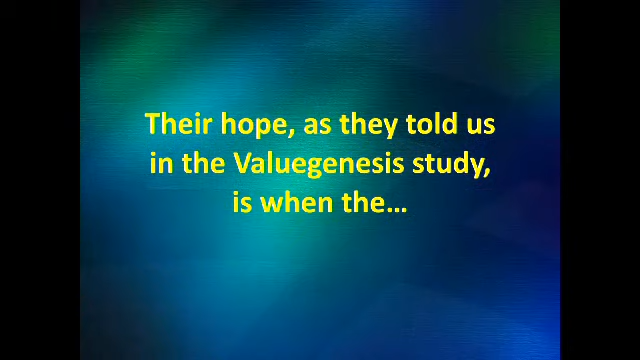 Their hope, as they told us
in the Valuegenesis study,
is when the…